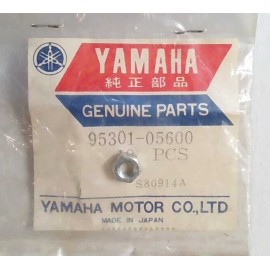 YAMAHA
純正部品
GENUINE PARTS
95301-05600
PCS
S80914A
YAMAHA MOTOR CO.,LTD
MADE IN JAPAN